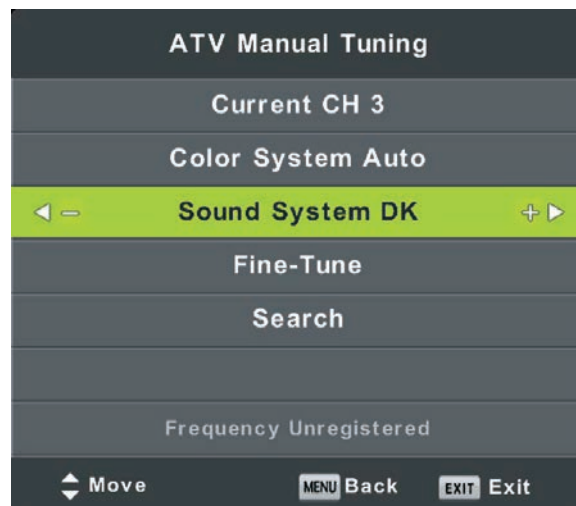 ATV Manual Tuning
Current CH 3
Color System Auto
Sound System DK
Fine-Tune
Search
Frequency Unregistered
Move MENU Back EXIT Exit